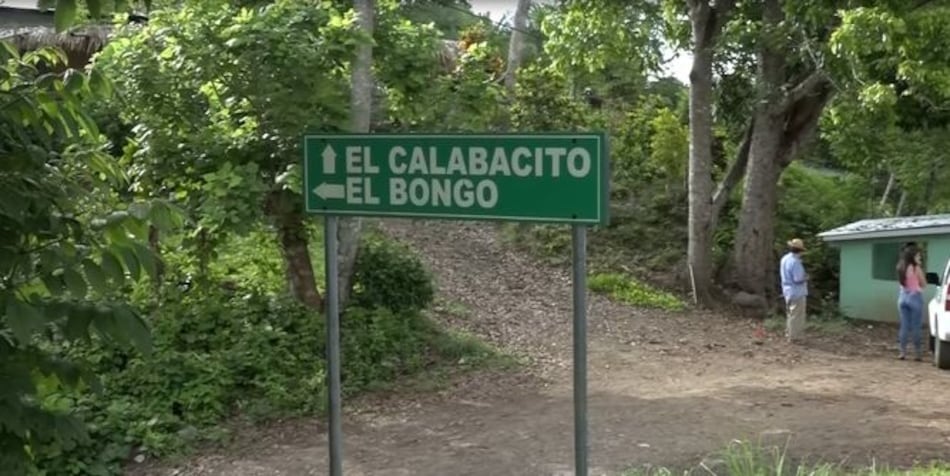 ↑ EL CALABACITO
← EL BONGO